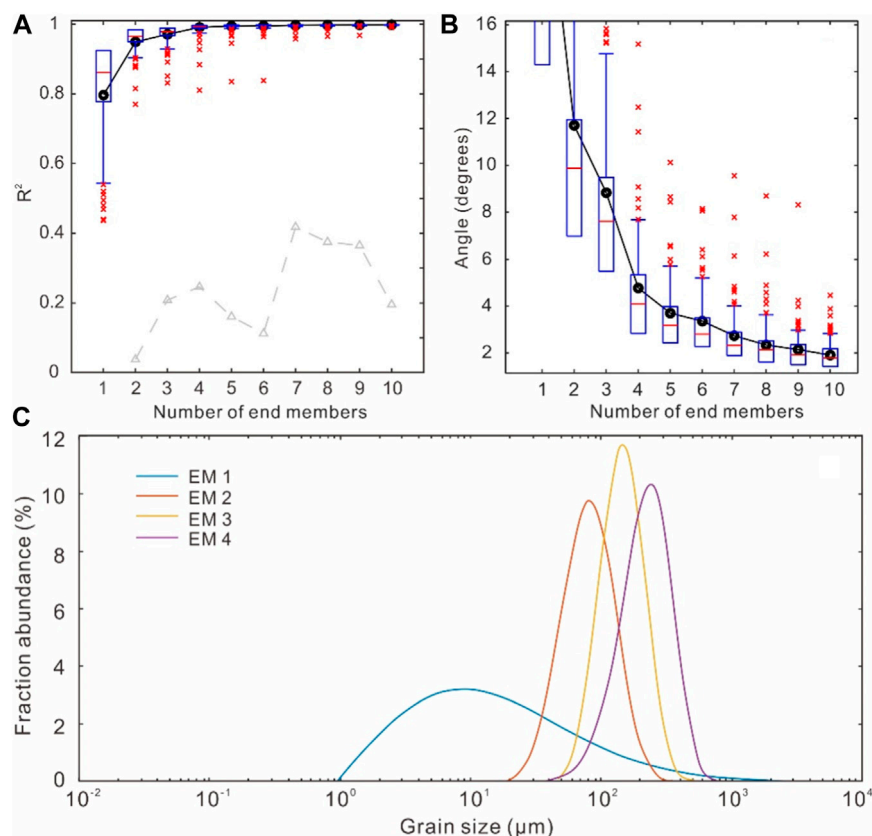 A
1
0.8
0.6
0.4
0.2
0
R²
1 2 3 4 5 6 7 8 9 10
Number of end members
B
16
14
12
10
8
6
4
2
Angle (degrees)
1 2 3 4 5 6 7 8 9 10
Number of end members
C
12
10
8
6
4
2
0
Fraction abundance (%)
EM 1
EM 2
EM 3
EM 4
10⁻² 10⁻¹ 10⁰ 10¹ 10² 10³ 10⁴
Grain size (μm)